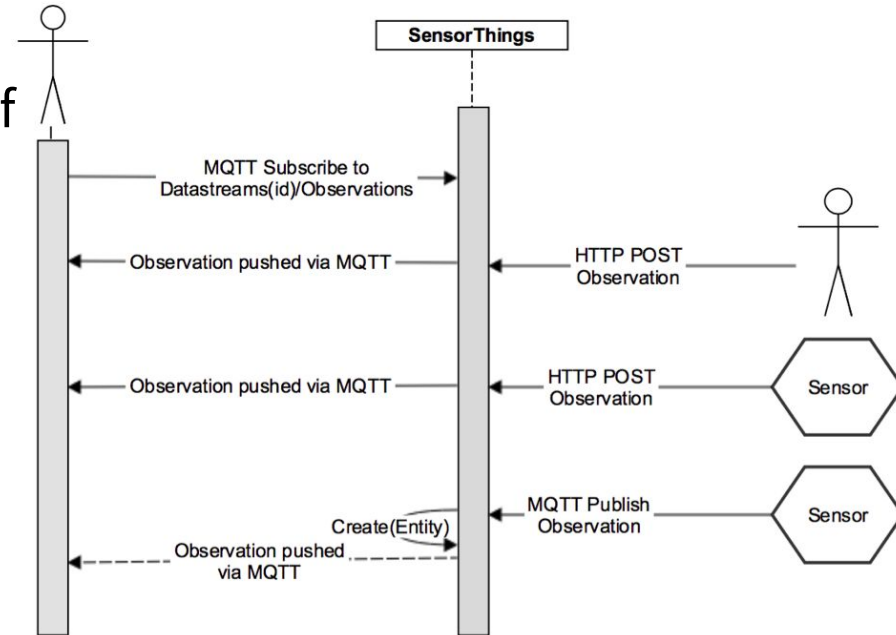 SensorThings
f
MQTT Subscribe to
Datastreams(id)/Observations
Observation pushed via MQTT
HTTP POST
Observation
Observation pushed via MQTT
HTTP POST
Observation
Sensor
MQTT Publish
Observation
Sensor
Create(Entity)
Observation pushed
via MQTT